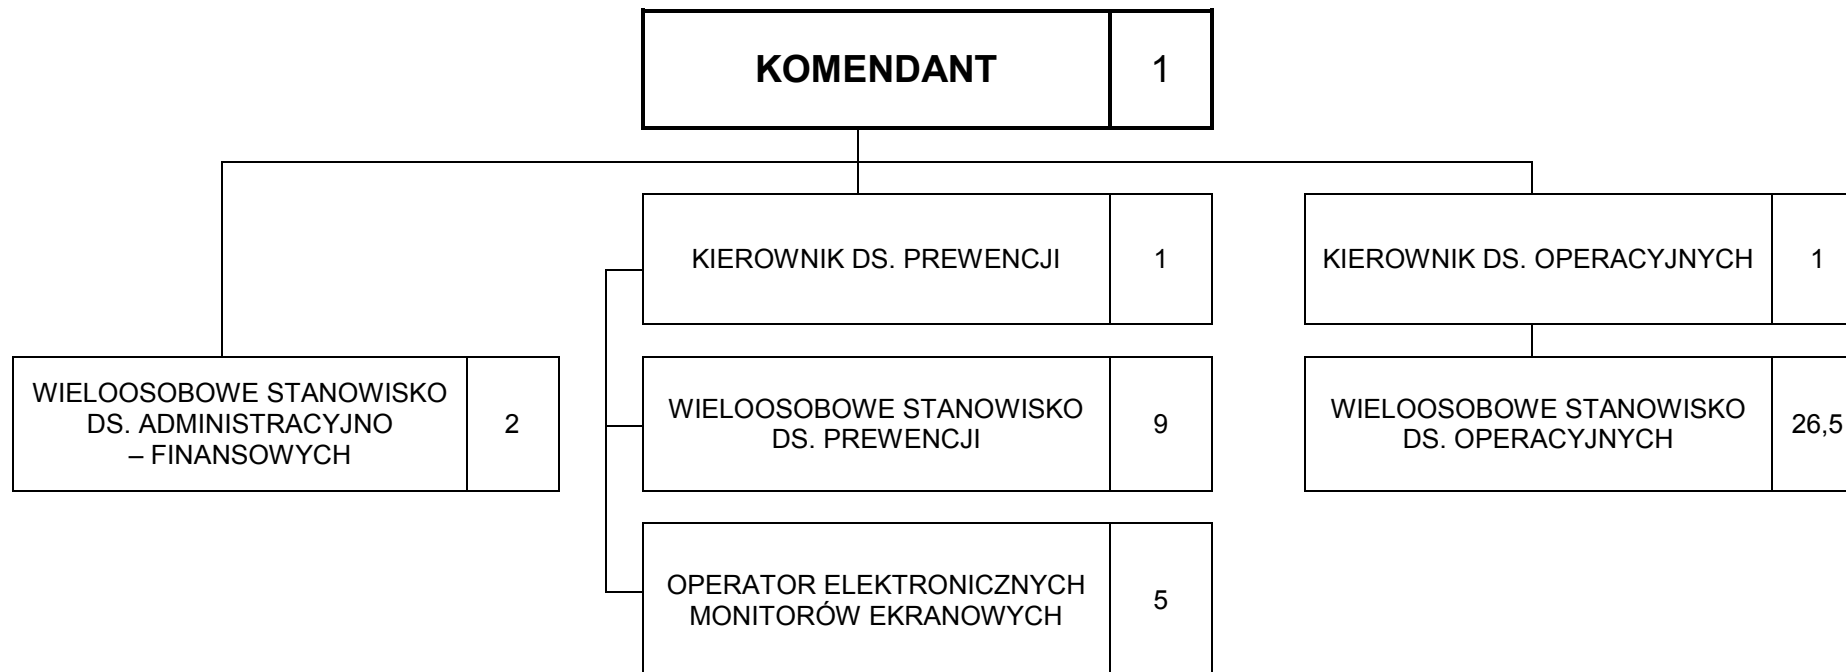 KOMENDANT
1
KIEROWNIK DS. PREWENCJI
1
KIEROWNIK DS. OPERACYJNYCH
1
WIELOOSOBOWE STANOWISKO
DS. ADMINISTRACYJNO
– FINANSOWYCH
2
WIELOOSOBOWE STANOWISKO
DS. PREWENCJI
9
WIELOOSOBOWE STANOWISKO
DS. OPERACYJNYCH
26,5
OPERATOR ELEKTRONICZNYCH
MONITORÓW EKRANOWYCH
5